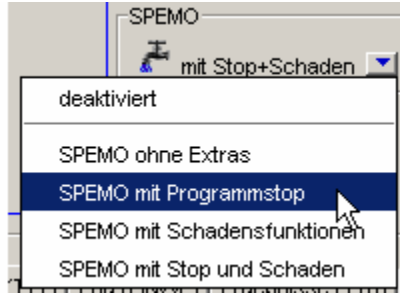 SPEMO
mit Stop+Schaden
deaktiviert
SPEMO ohne Extras
SPEMO mit Programmstop
SPEMO mit Schadensfunktionen
SPEMO mit Stop und Schaden